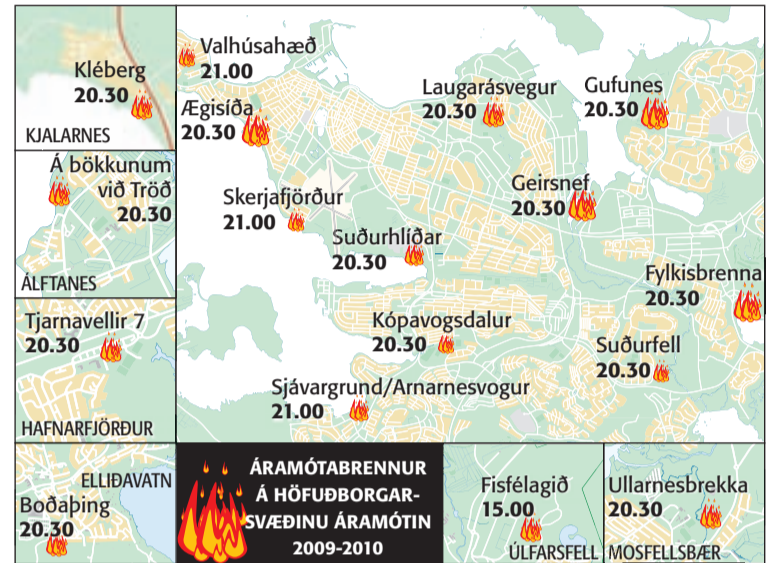 Kléberg
20.30
KJALARNES
Á bökkunum
við Tröð
20.30
ÁLFTANES
Tjarnavellir 7
20.30
HAFNARFJÖRÐUR
ELLIÐAVATN
Boðaþing
20.30
Valhúsahæð
21.00
Ægisíða
20.30
Laugarásvegur
20.30
Gufunes
20.30
Skerjafjörður
21.00
Geirsnef
20.30
Suðurhlíðar
20.30
Fylkisbrenna
20.30
Kópavogsdalur
20.30
Suðurfell
20.30
Sjávargrund/Arnarnesvogur
21.00
ÁRAMÓTABRENNUR
Á HÖFUÐBORGAR-
SVÆÐINU ÁRAMÓTIN
2009-2010
Fisfélagið
15.00
ÚLFARSFELL
Ullarnesbrekka
20.30
MOSFELLSBÆR